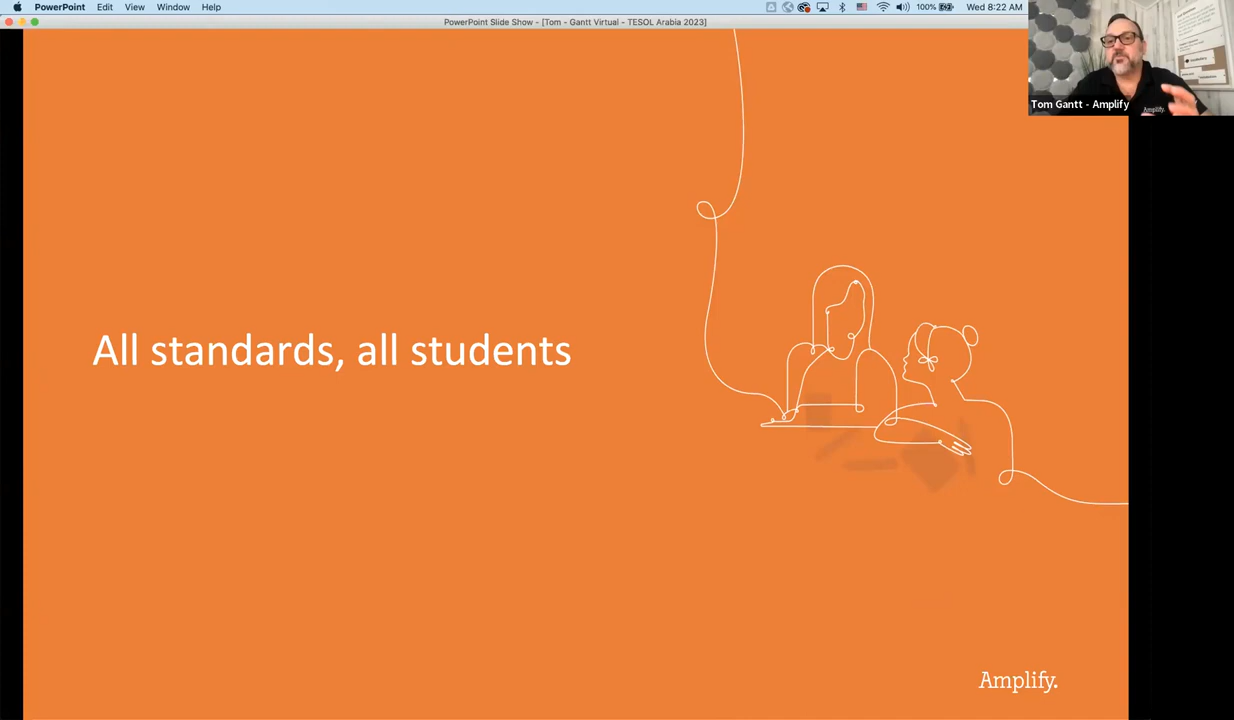 PowerPoint Edit View Window Help
100% Wed 8:22 AM
PowerPoint Slide Show - [Tom - Gantt Virtual - TESOL Arabia 2023]
Tom Gantt - Amplify
Amplify.
All standards, all students
Amplify.